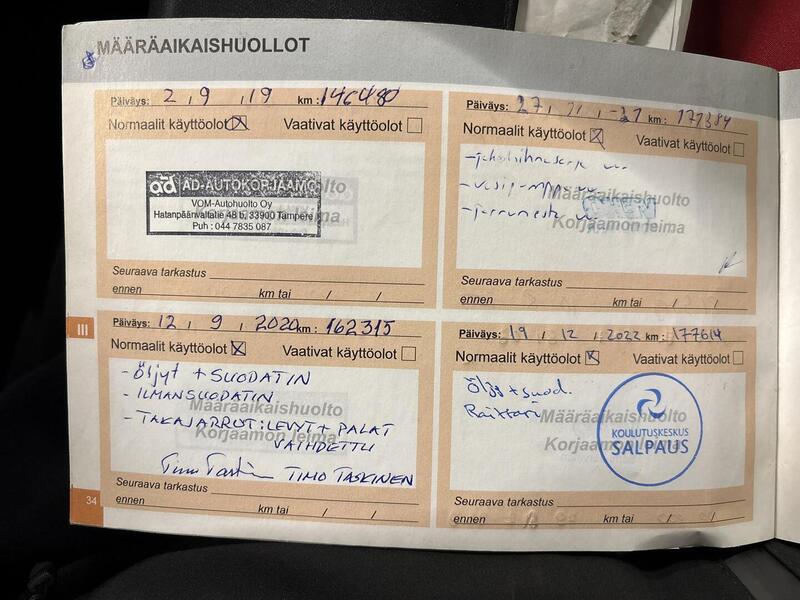 MÄÄRÄAIKAISHUOLLOT
Päiväys: 2 , 9 , 19 km : 146480
Normaalit käyttöolot Vaativat käyttöolot
ad AD-AUTOKORJAAMO
VOM-Autohuolto Oy
Hatanpäänvaltatie 48 b, 33900 Tampere
Puh : 044 7835 087
Seuraava tarkastus
ennen km tai / /
Päiväys: 27, 11 , -21 km : 171384
Normaalit käyttöolot Vaativat käyttöolot
Määräaikaishuolto
Korjaamon leima
Seuraava tarkastus
ennen km tai / /
III
Päiväys: 12 , 9 , 2020 km : 162315
Normaalit käyttöolot Vaativat käyttöolot
- Öljyt + SUODATIN
- ILMANSUODATIN
- TAKAJARRUT: LEVYT + PALAT
VAIHDETTU
Määräaikaishuolto
Korjaamon leima
TIMO TASKINEN
Seuraava tarkastus
ennen km tai / /
Päiväys: 19 , 12 , 2022 km : 177614
Normaalit käyttöolot Vaativat käyttöolot
Öljy + suod.
Määräaikaishuolto
Korjaamon leima
KOULUTUSKESKUS
SALPAUS
Seuraava tarkastus
ennen km tai / /
34